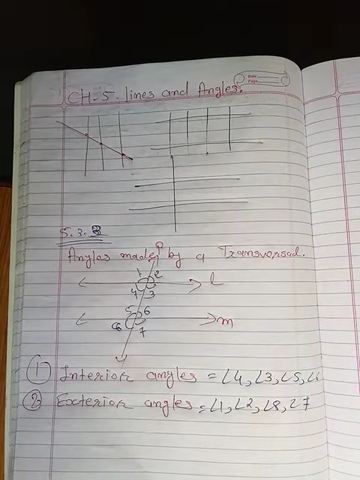 CH-5 Lines and Angles.
5.3.3
Angles made by a Transversal.
P
1 2
l
4 3
5 6
m
8 7
① Interior angles = ∠4, ∠3, ∠5, ∠6
② Exterior angles = ∠1, ∠2, ∠8, ∠7